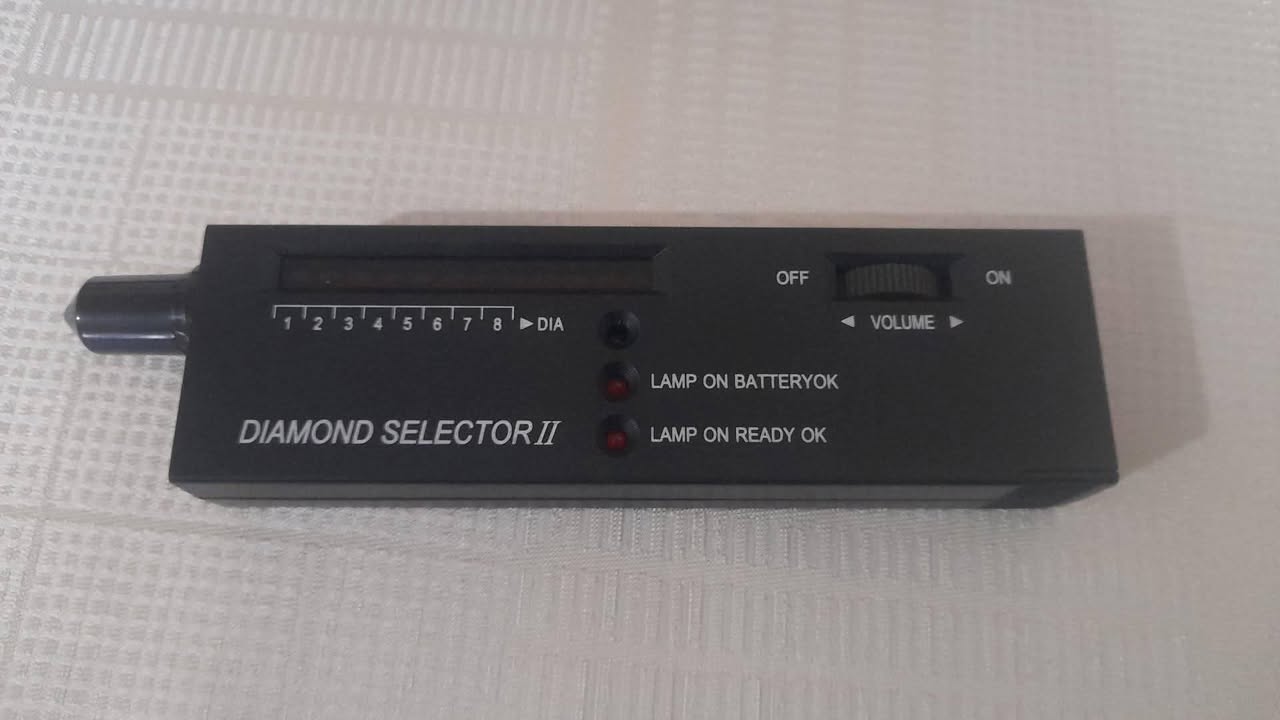 OFF ON
◀ VOLUME ▶
1 2 3 4 5 6 7 8 ▶DIA
LAMP ON BATTERYOK
DIAMOND SELECTOR II
LAMP ON READY OK